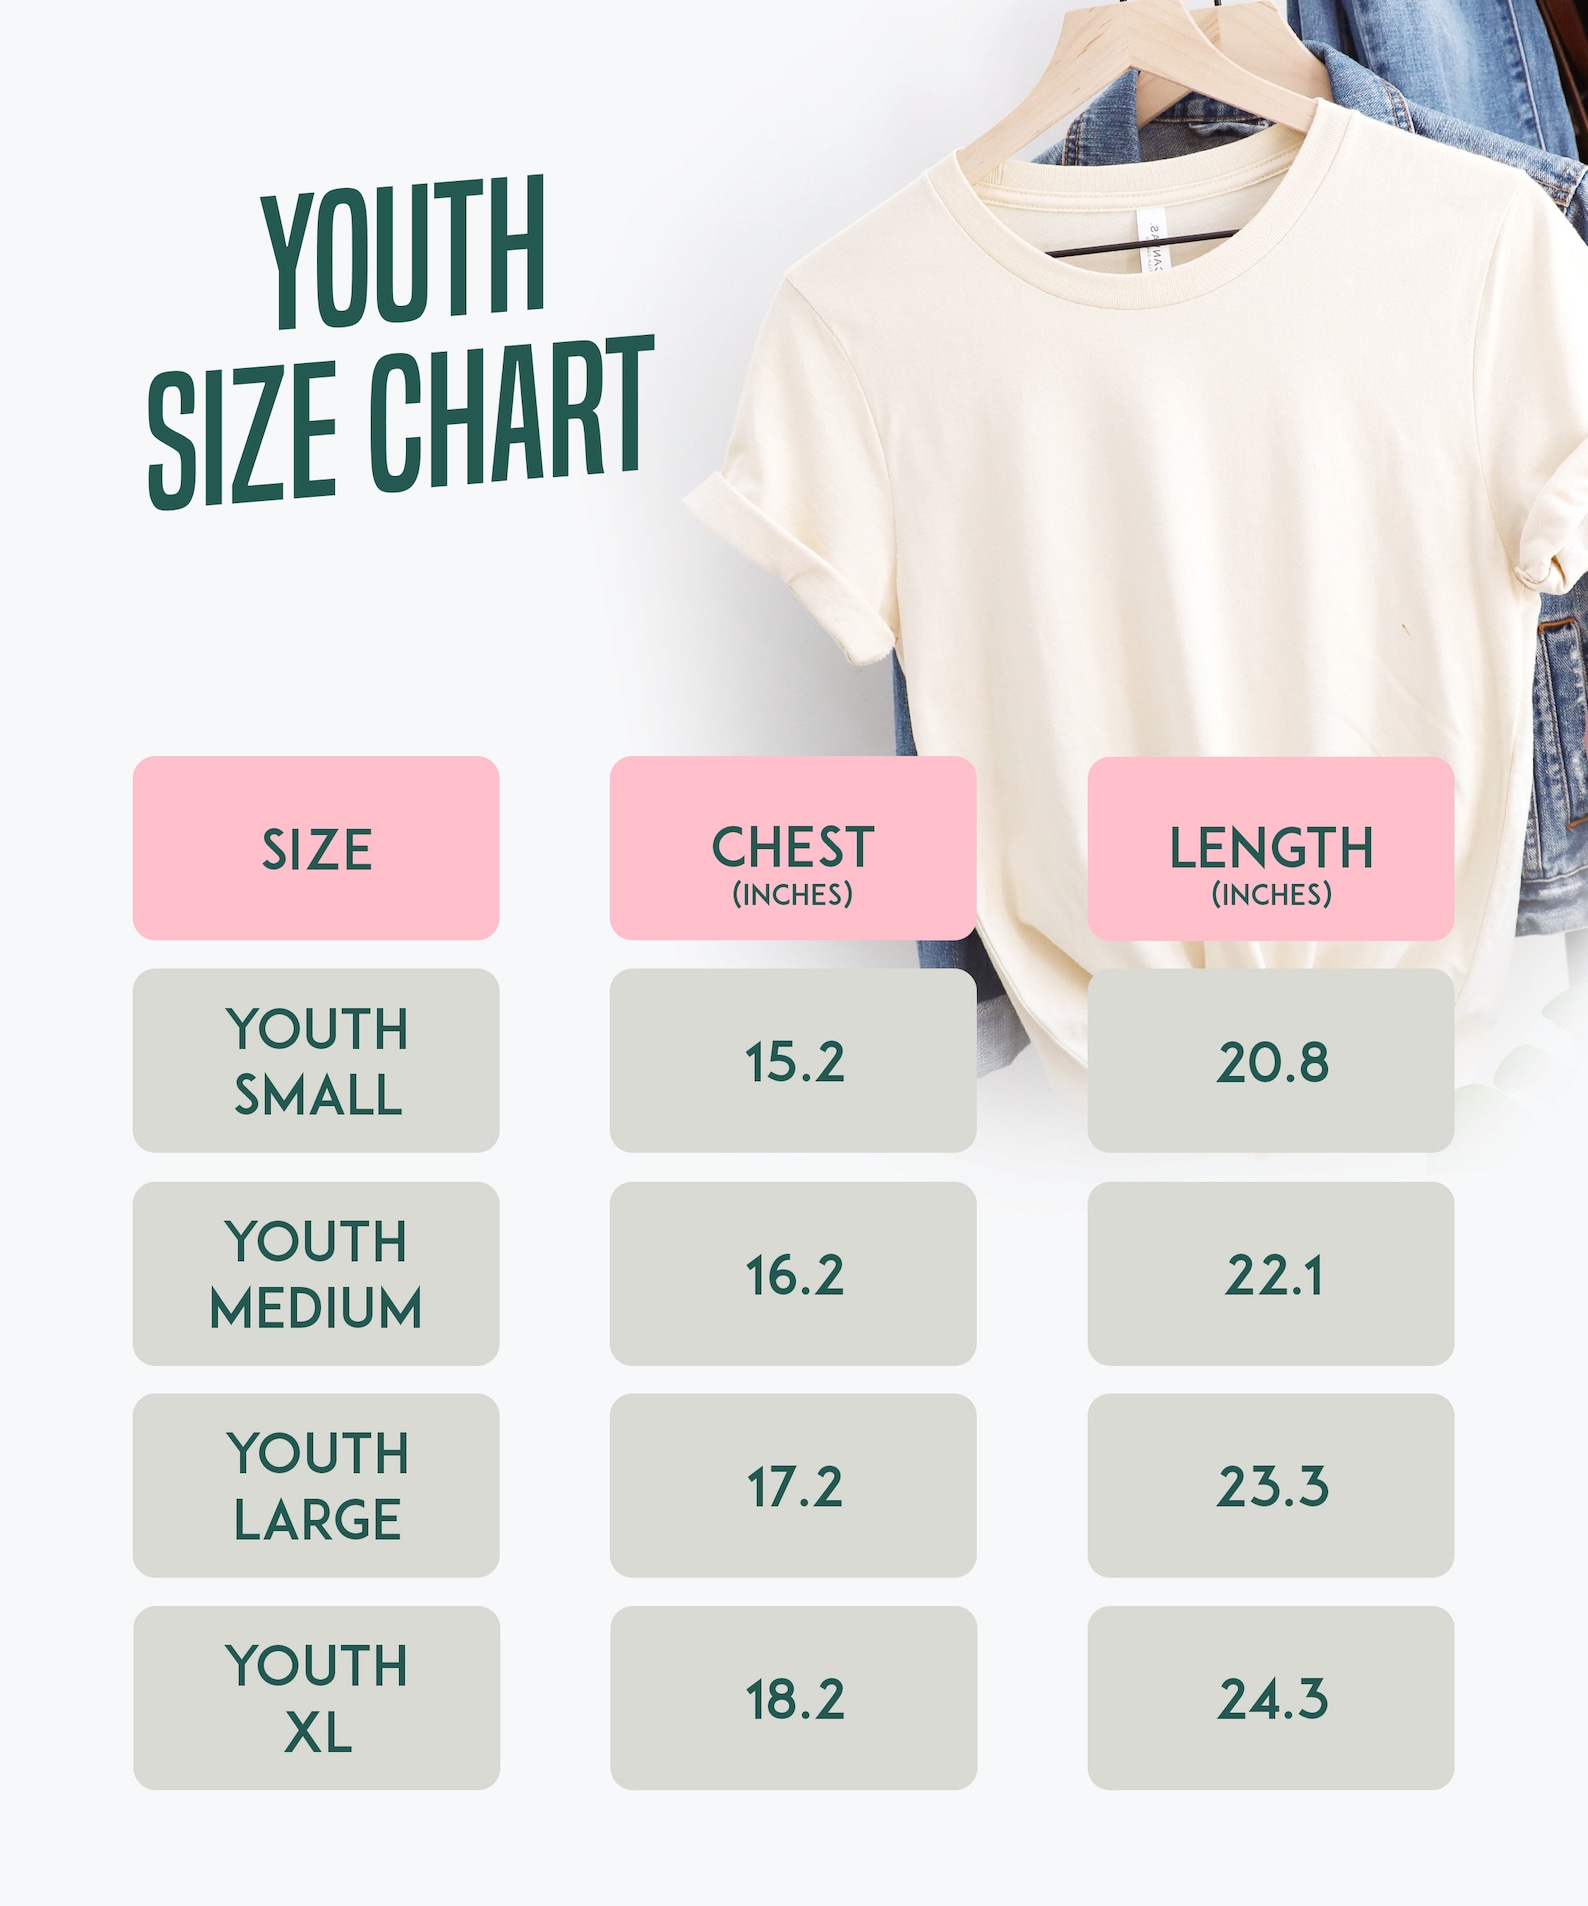 YOUTH
SIZE CHART
SIZE
CHEST
(INCHES)
LENGTH
(INCHES)
YOUTH
SMALL
15.2
20.8
YOUTH
MEDIUM
16.2
22.1
YOUTH
LARGE
17.2
23.3
YOUTH
XL
18.2
24.3